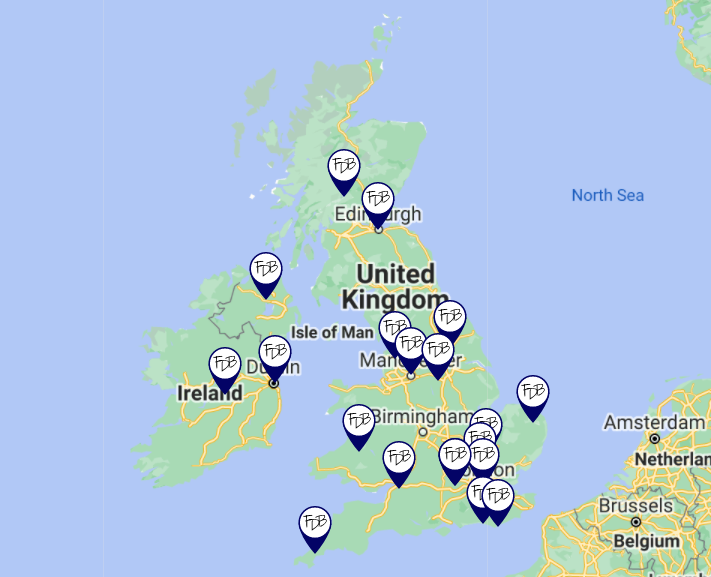 FDB
FDB
North Sea
Edinburgh
FDB
United
Kingdom
FDB
FDB
Isle of Man
FDB
FDB
FDB
FDB
Dublin
Manchester
Ireland
FDB
Birmingham
FDB
Amsterdam
FDB
FDB
FDB
FDB
FDB
London
FDB
Brussels
FDB
FDB
Belgium